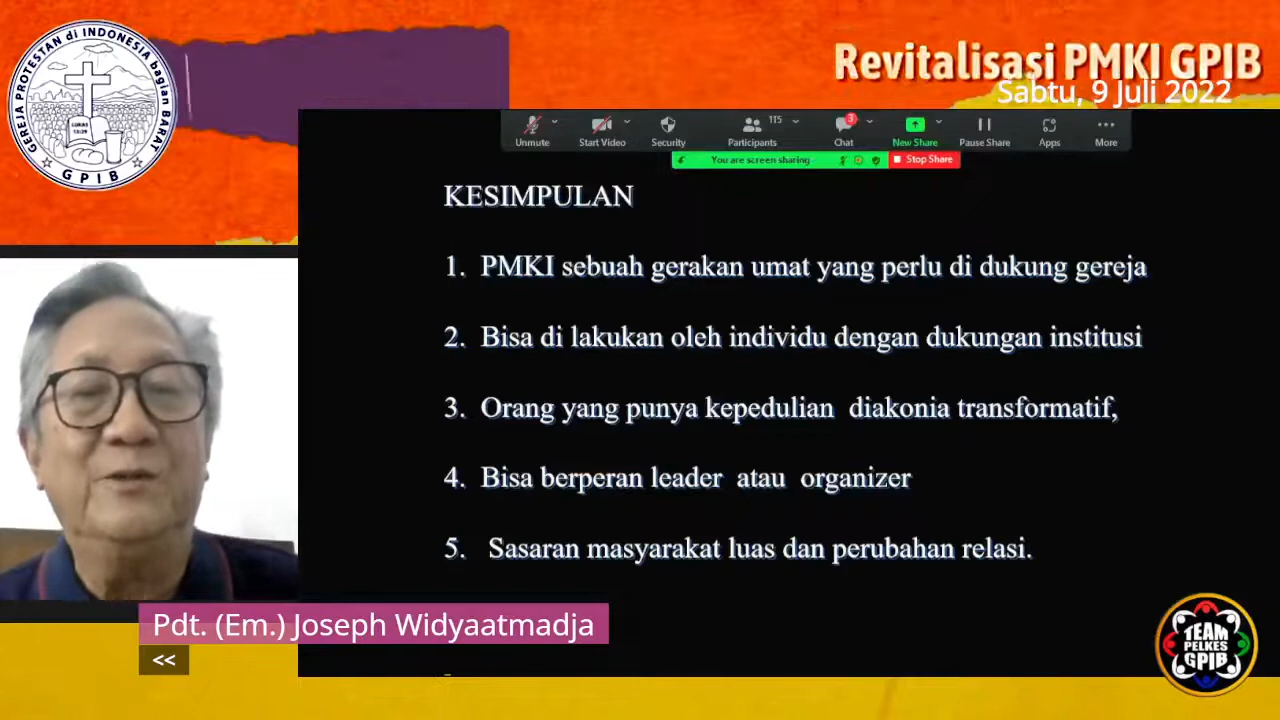 GEREJA PROTESTAN di INDONESIA bagian BARAT
LUKAS
13:29
GPIB
Revitalisasi PMKI GPIB
Sabtu, 9 Juli 2022
Unmute
Start Video
Security
Participants
115
Chat
3
New Share
Pause Share
Apps
More
You are screen sharing
Stop Share
KESIMPULAN
1. PMKI sebuah gerakan umat yang perlu di dukung gereja
2. Bisa di lakukan oleh individu dengan dukungan institusi
3. Orang yang punya kepedulian diakonia transformatif,
4. Bisa berperan leader atau organizer
5. Sasaran masyarakat luas dan perubahan relasi.
Pdt. (Em.) Joseph Widyaatmadja
<<
TEAM
PELKES
GPIB